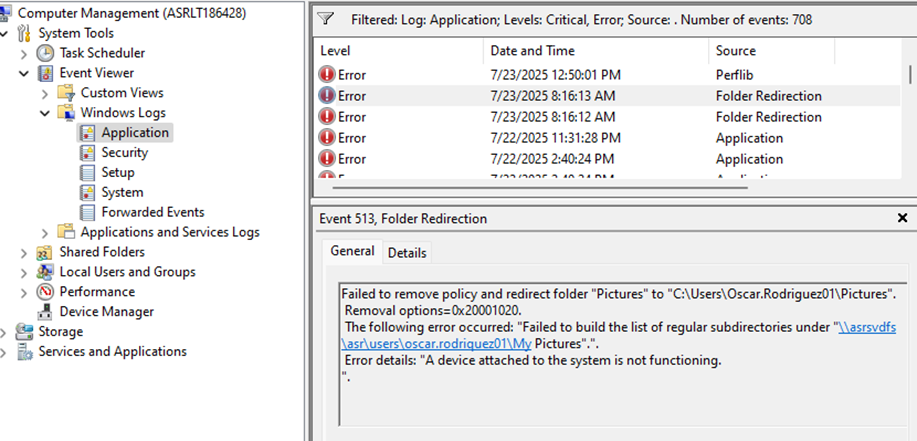 Computer Management (ASRLT186428)
System Tools
Task Scheduler
Event Viewer
Custom Views
Windows Logs
Application
Security
Setup
System
Forwarded Events
Applications and Services Logs
Shared Folders
Local Users and Groups
Performance
Device Manager
Storage
Services and Applications
Filtered: Log: Application; Levels: Critical, Error; Source: . Number of events: 708
Level Date and Time Source
Error 7/23/2025 12:50:01 PM Perflib
Error 7/23/2025 8:16:13 AM Folder Redirection
Error 7/23/2025 8:16:12 AM Folder Redirection
Error 7/22/2025 11:31:28 PM Application
Error 7/22/2025 2:40:24 PM Application
Event 513, Folder Redirection
General Details
Failed to remove policy and redirect folder "Pictures" to "C:\Users\Oscar.Rodriguez01\Pictures".
Removal options=0x20001020.
The following error occurred: "Failed to build the list of regular subdirectories under "\\asrsvdfs
\asr\users\oscar.rodriquez01\My Pictures".".
Error details: "A device attached to the system is not functioning.
".